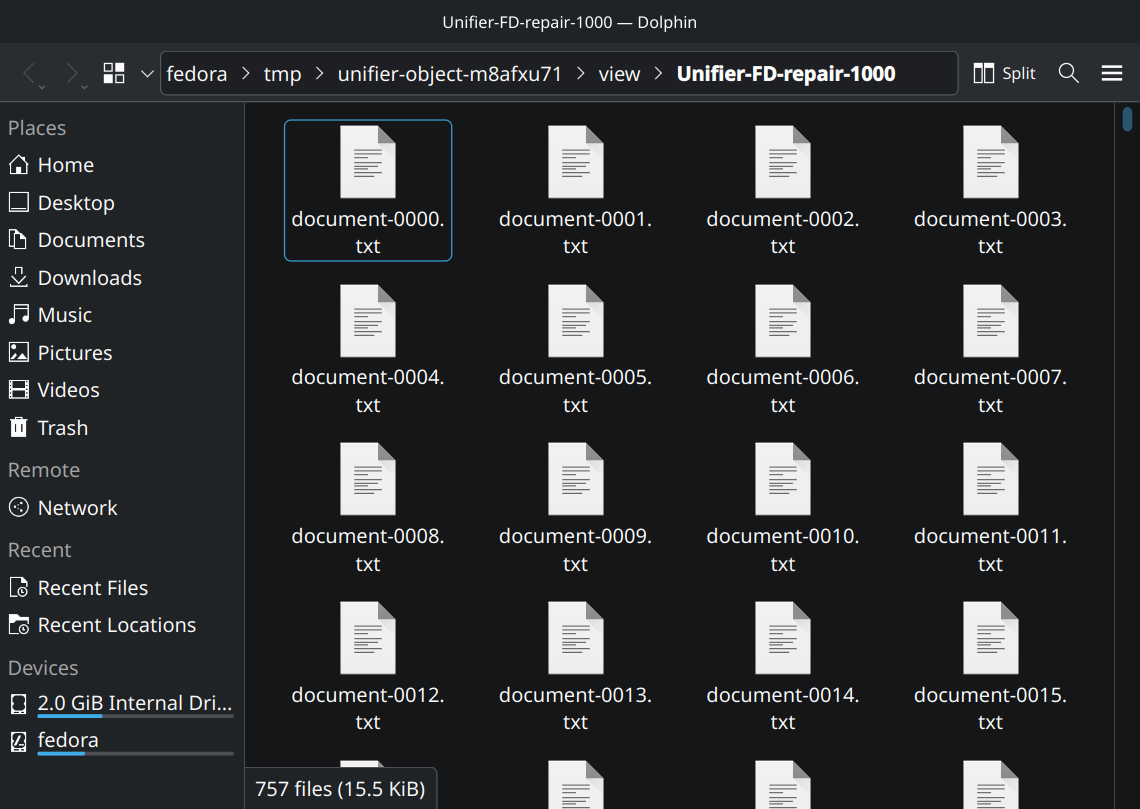 Unifier-FD-repair-1000 — Dolphin
fedora > tmp > unifier-object-m8afxu71 > view > Unifier-FD-repair-1000
Split
Places
Home
Desktop
Documents
Downloads
Music
Pictures
Videos
Trash
Remote
Network
Recent
Recent Files
Recent Locations
Devices
2.0 GiB Internal Dri...
fedora
document-0000.
txt
document-0001.
txt
document-0002.
txt
document-0003.
txt
document-0004.
txt
document-0005.
txt
document-0006.
txt
document-0007.
txt
document-0008.
txt
document-0009.
txt
document-0010.
txt
document-0011.
txt
document-0012.
txt
document-0013.
txt
document-0014.
txt
document-0015.
txt
757 files (15.5 KiB)